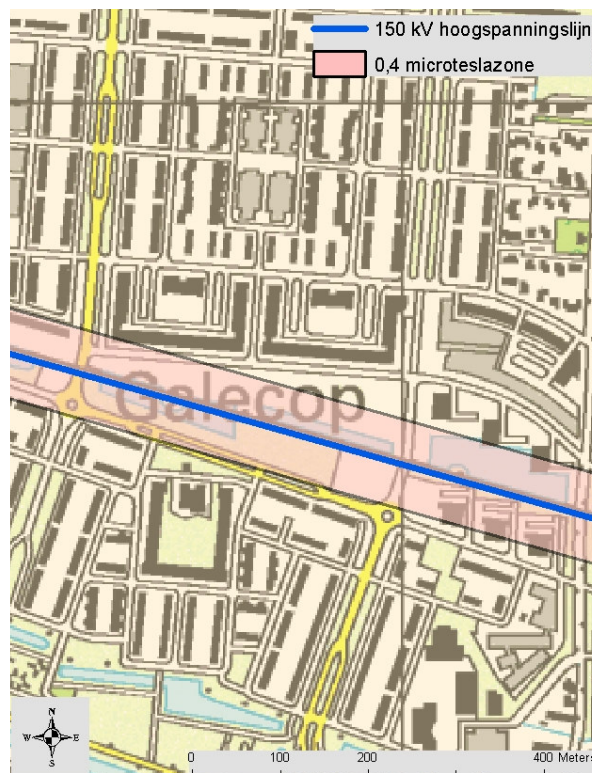 150 kV hoogspanningslijn
0,4 microteslazone
Galecop
N
W E
S
0 100 200 400 Meters